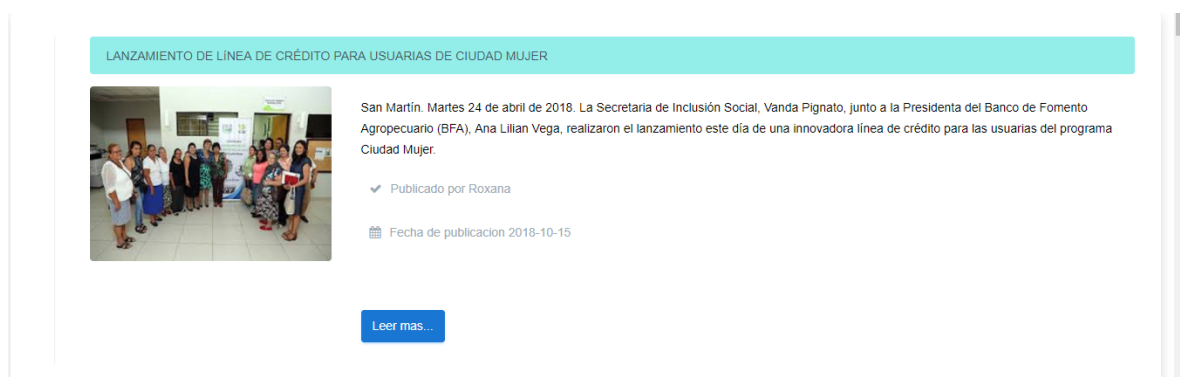 LANZAMIENTO DE LíNEA DE CRÉDITO PARA USUARIAS DE CIUDAD MUJER
San Martín. Martes 24 de abril de 2018. La Secretaria de Inclusión Social, Vanda Pignato, junto a la Presidenta del Banco de Fomento
Agropecuario (BFA), Ana Lilian Vega, realizaron el lanzamiento este día de una innovadora línea de crédito para las usuarias del programa
Ciudad Mujer.
Publicado por Roxana
Fecha de publicacion 2018-10-15
Leer mas...